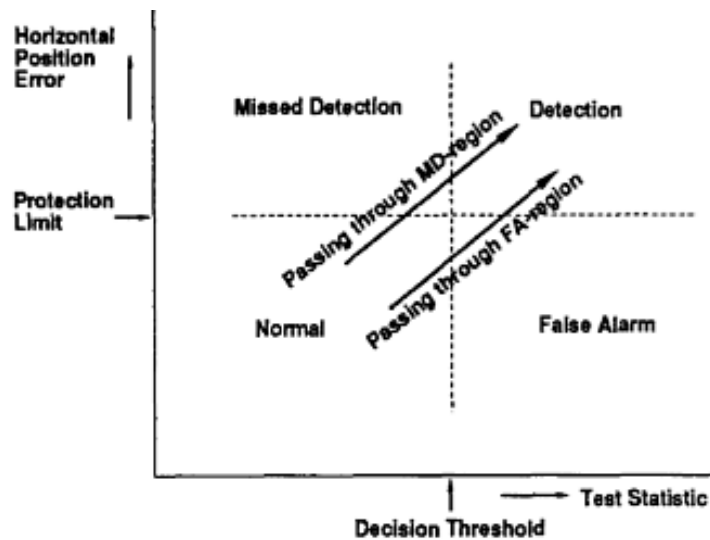 Horizontal
Position
Error
Missed Detection
Detection
Passing through MD-region
Protection
Limit
Passing through FA-region
Normal
False Alarm
Test Statistic
Decision Threshold